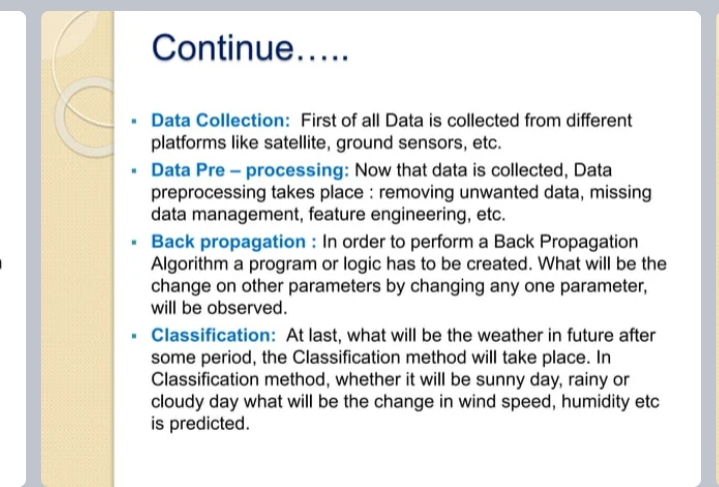 Continue.....
▪ Data Collection: First of all Data is collected from different
platforms like satellite, ground sensors, etc.
▪ Data Pre – processing: Now that data is collected, Data
preprocessing takes place : removing unwanted data, missing
data management, feature engineering, etc.
▪ Back propagation : In order to perform a Back Propagation
Algorithm a program or logic has to be created. What will be the
change on other parameters by changing any one parameter,
will be observed.
▪ Classification: At last, what will be the weather in future after
some period, the Classification method will take place. In
Classification method, whether it will be sunny day, rainy or
cloudy day what will be the change in wind speed, humidity etc
is predicted.